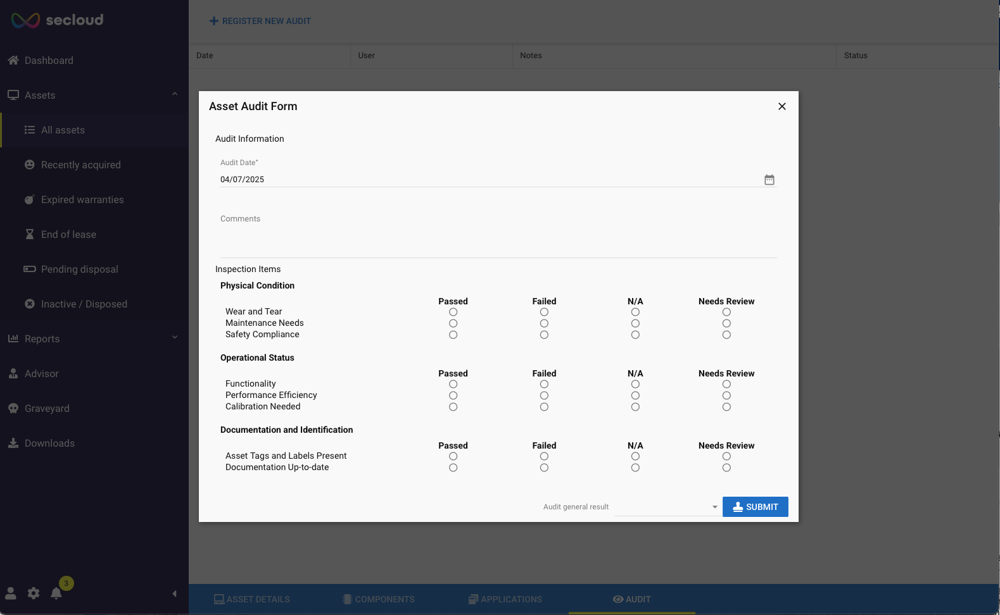 secloud
Dashboard
Assets
All assets
Recently acquired
Expired warranties
End of lease
Pending disposal
Inactive / Disposed
Reports
Advisor
Graveyard
Downloads
3
REGISTER NEW AUDIT
Date User Notes Status
Asset Audit Form
Audit Information
Audit Date*
04/07/2025
Comments
Inspection Items
Physical Condition
Passed Failed N/A Needs Review
Wear and Tear
Maintenance Needs
Safety Compliance
Operational Status
Passed Failed N/A Needs Review
Functionality
Performance Efficiency
Calibration Needed
Documentation and Identification
Passed Failed N/A Needs Review
Asset Tags and Labels Present
Documentation Up-to-date
Audit general result SUBMIT
ASSET DETAILS COMPONENTS APPLICATIONS AUDIT